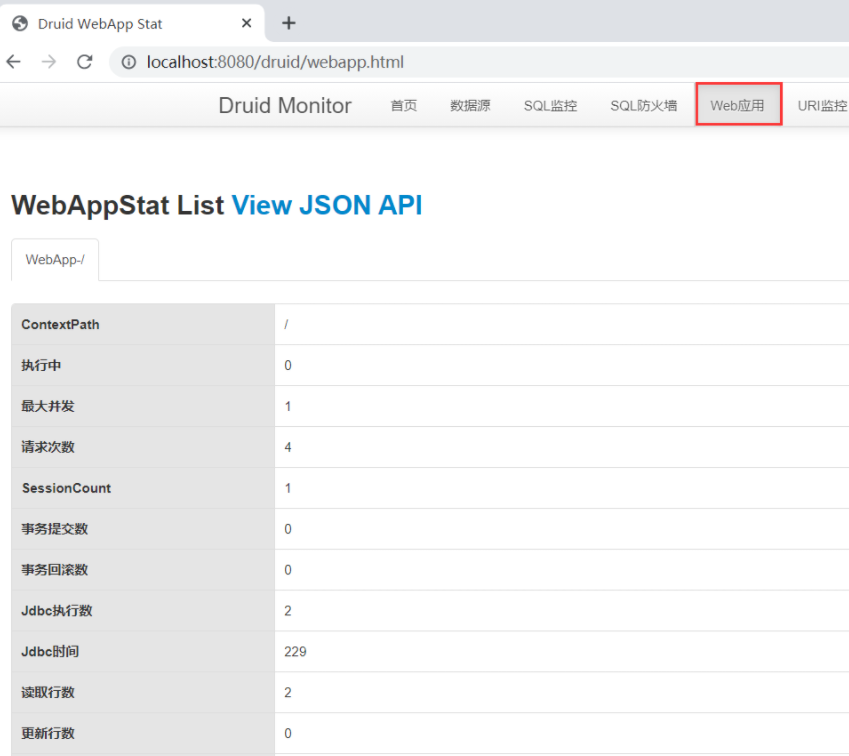 Druid WebApp Stat
localhost:8080/druid/webapp.html
Druid Monitor 首页 数据源 SQL监控 SQL防火墙 Web应用 URI监控
WebAppStat List View JSON API
WebApp-/
ContextPath /
执行中 0
最大并发 1
请求次数 4
SessionCount 1
事务提交数 0
事务回滚数 0
Jdbc执行数 2
Jdbc时间 229
读取行数 2
更新行数 0